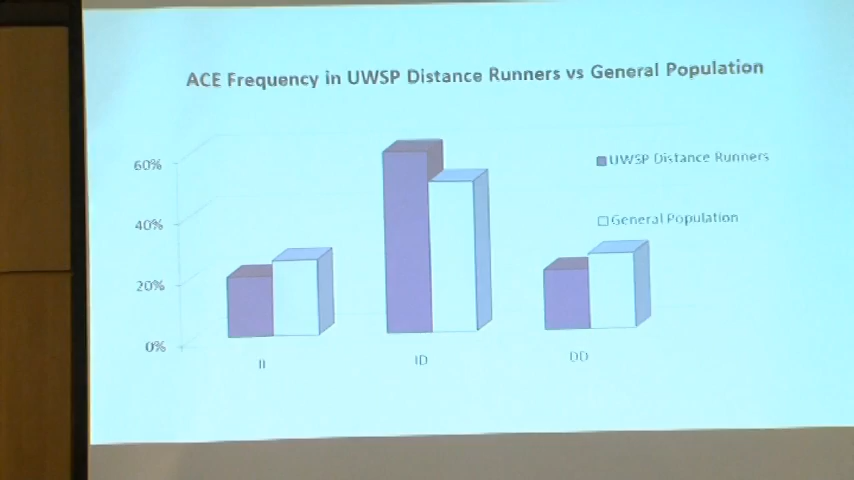 ACE Frequency in UWSP Distance Runners vs General Population
60%
40%
20%
0%
UWSP Distance Runners
General Population
II
ID
DD